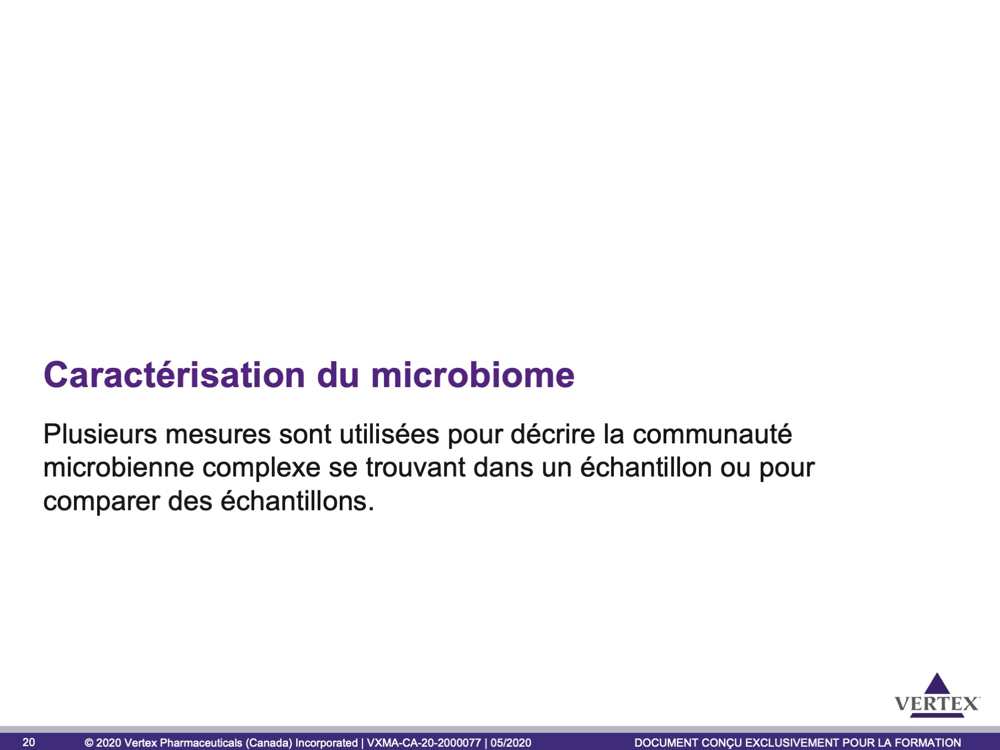 Caractérisation du microbiome
Plusieurs mesures sont utilisées pour décrire la communauté
microbienne complexe se trouvant dans un échantillon ou pour
comparer des échantillons.
VERTEX
20
© 2020 Vertex Pharmaceuticals (Canada) Incorporated | VXMA-CA-20-2000077 | 05/2020
DOCUMENT CONÇU EXCLUSIVEMENT POUR LA FORMATION